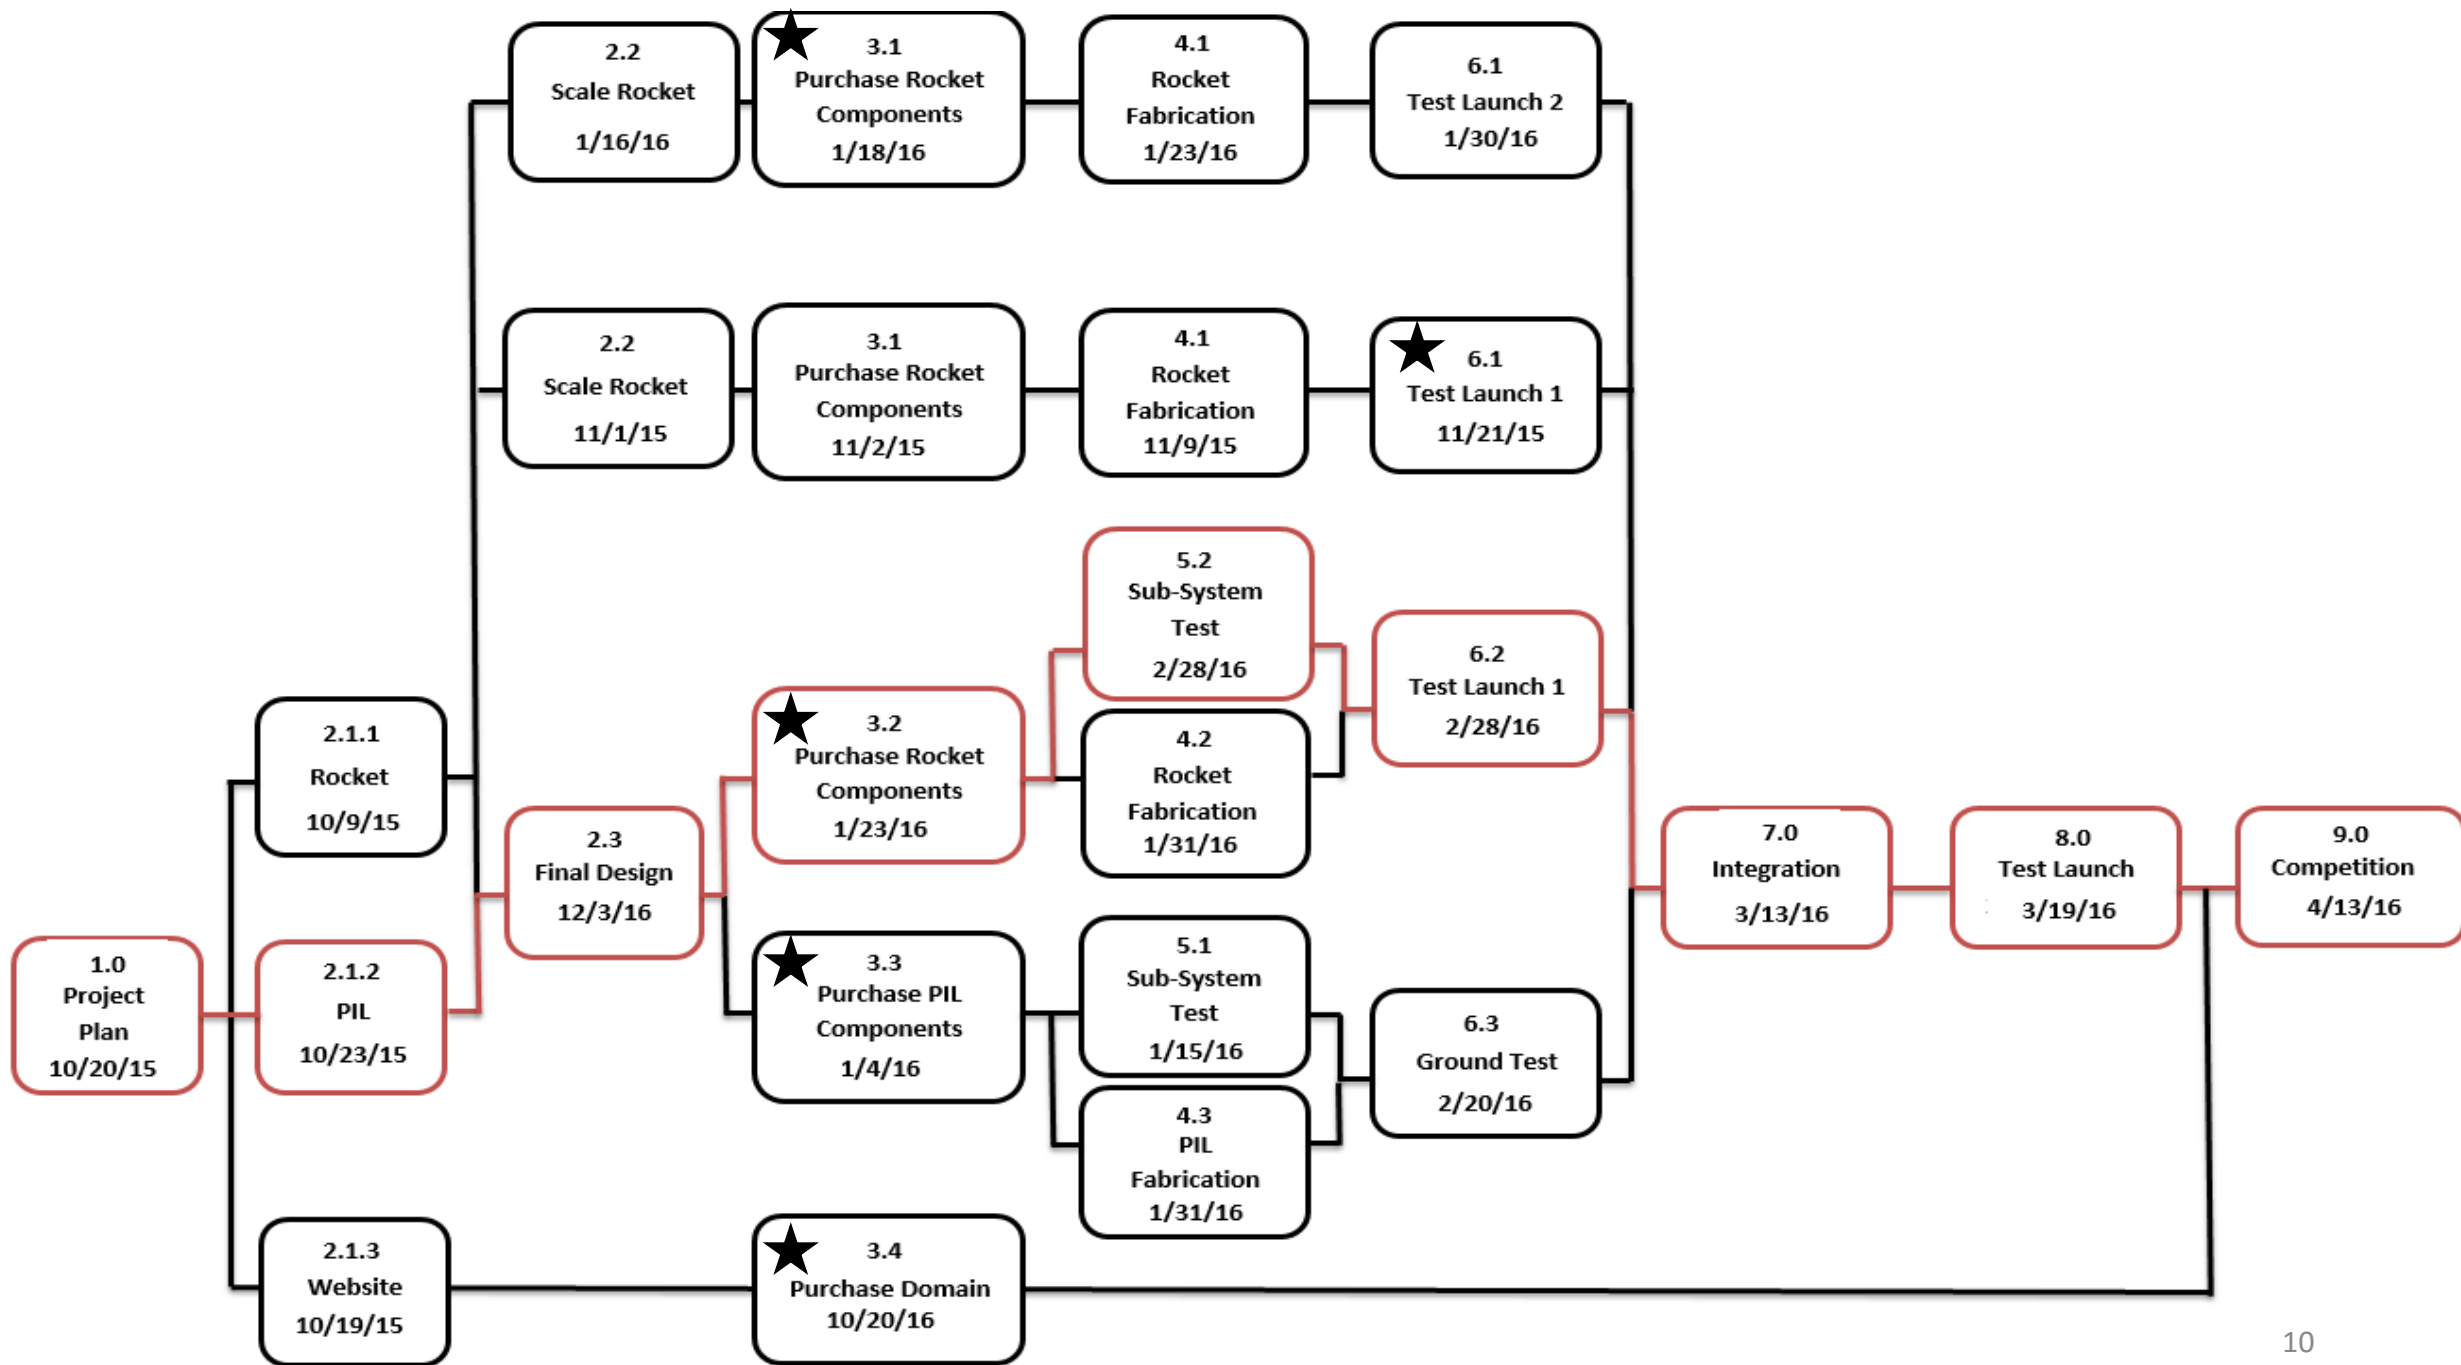 2.2
Scale Rocket
1/16/16
3.1
Purchase Rocket
Components
1/18/16
4.1
Rocket
Fabrication
1/23/16
6.1
Test Launch 2
1/30/16
2.2
Scale Rocket
11/1/15
3.1
Purchase Rocket
Components
11/2/15
4.1
Rocket
Fabrication
11/9/15
6.1
Test Launch 1
11/21/15
5.2
Sub-System
Test
2/28/16
6.2
Test Launch 1
2/28/16
2.1.1
Rocket
10/9/15
3.2
Purchase Rocket
Components
1/23/16
4.2
Rocket
Fabrication
1/31/16
2.3
Final Design
12/3/16
7.0
Integration
3/13/16
8.0
Test Launch
3/19/16
9.0
Competition
4/13/16
1.0
Project
Plan
10/20/15
2.1.2
PIL
10/23/15
3.3
Purchase PIL
Components
1/4/16
5.1
Sub-System
Test
1/15/16
6.3
Ground Test
2/20/16
4.3
PIL
Fabrication
1/31/16
2.1.3
Website
10/19/15
3.4
Purchase Domain
10/20/16
10